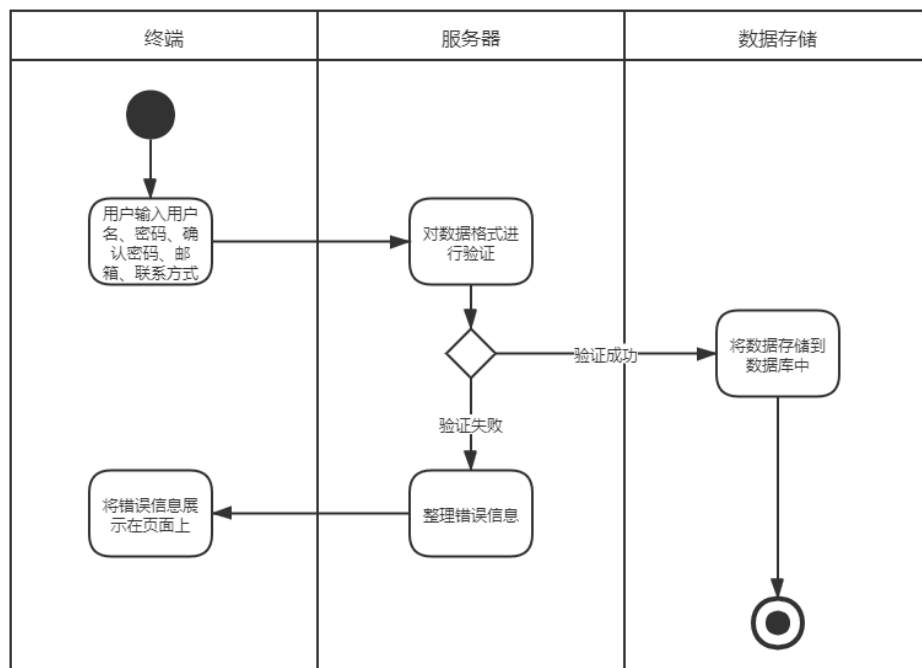 终端
服务器
数据存储
用户输入用户
名、密码、确
认密码、邮
箱、联系方式
对数据格式进
行验证
验证成功
将数据存储到
数据库中
验证失败
将错误信息展
示在页面上
整理错误信息